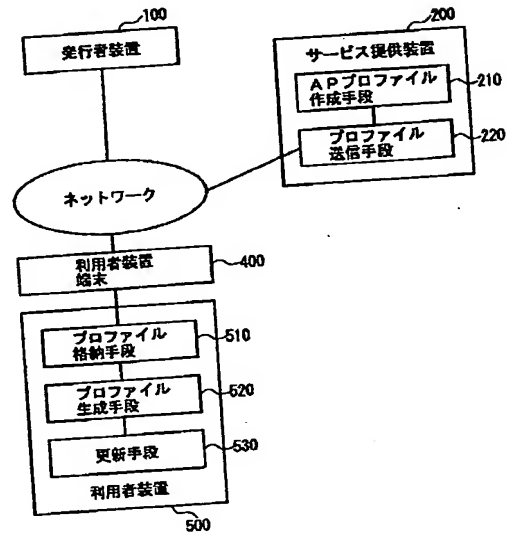 100
発行者装置
200
サービス提供装置
APプロファイル
作成手段
210
プロファイル
送信手段
220
ネットワーク
利用者装置
端末
400
プロファイル
格納手段
510
プロファイル
生成手段
520
更新手段
530
利用者装置
500